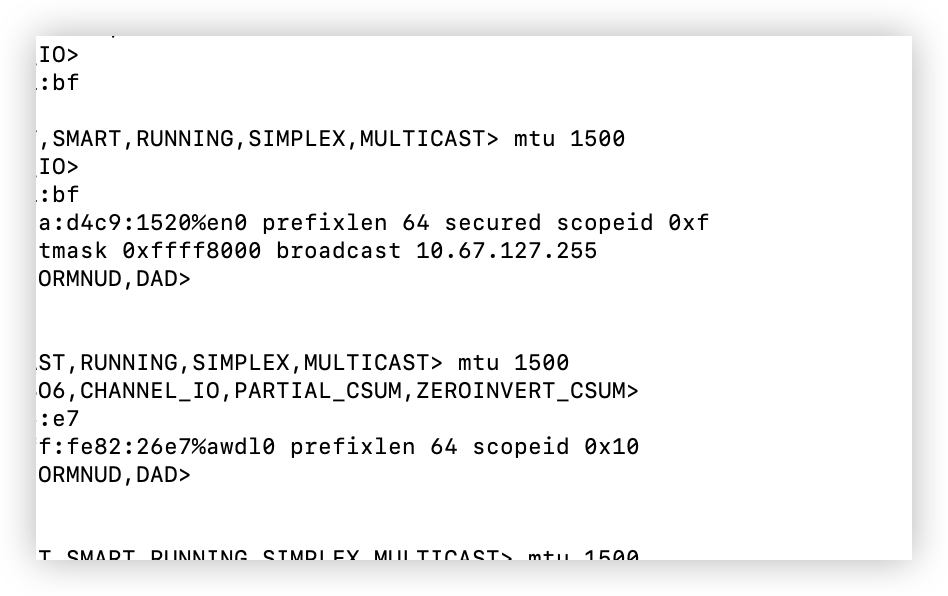 _IO>
:bf
,SMART,RUNNING,SIMPLEX,MULTICAST> mtu 1500
_IO>
:bf
a:d4c9:1520%en0 prefixlen 64 secured scopeid 0xf
tmask 0xffff8000 broadcast 10.67.127.255
ORMNUD,DAD>
ST,RUNNING,SIMPLEX,MULTICAST> mtu 1500
O6,CHANNEL_IO,PARTIAL_CSUM,ZEROINVERT_CSUM>
:e7
f:fe82:26e7%awdl0 prefixlen 64 scopeid 0x10
ORMNUD,DAD>
T,SMART,RUNNING,SIMPLEX,MULTICAST> mtu 1500